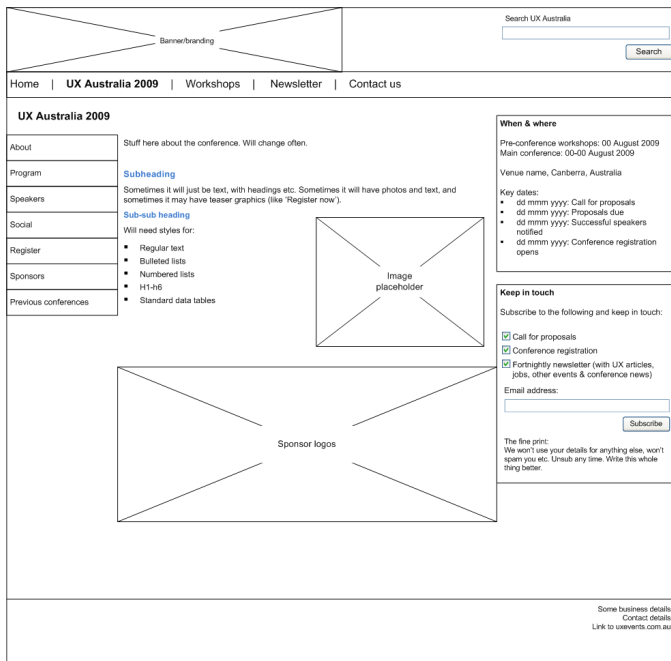 Banner/branding
Search UX Australia
Search
Home | UX Australia 2009 | Workshops | Newsletter | Contact us
UX Australia 2009
About
Program
Speakers
Social
Register
Sponsors
Previous conferences
Stuff here about the conference. Will change often.
Subheading
Sometimes it will just be text, with headings etc. Sometimes it will have photos and text, and
sometimes it may have teaser graphics (like 'Register now').
Sub-sub heading
Will need styles for:
▪ Regular text
▪ Bulleted lists
▪ Numbered lists
▪ H1-h6
▪ Standard data tables
Image
placeholder
Sponsor logos
When & where
Pre-conference workshops: 00 August 2009
Main conference: 00-00 August 2009
Venue name, Canberra, Australia
Key dates:
▪ dd mmm yyyy: Call for proposals
▪ dd mmm yyyy: Proposals due
▪ dd mmm yyyy: Successful speakers
notified
▪ dd mmm yyyy: Conference registration
opens
Keep in touch
Subscribe to the following and keep in touch:
Call for proposals
Conference registration
Fortnightly newsletter (with UX articles,
jobs, other events & conference news)
Email address:
Subscribe
The fine print:
We won't use your details for anything else, won't
spam you etc. Unsub any time. Write this whole
thing better.
Some business details
Contact details
Link to uxevents.com.au